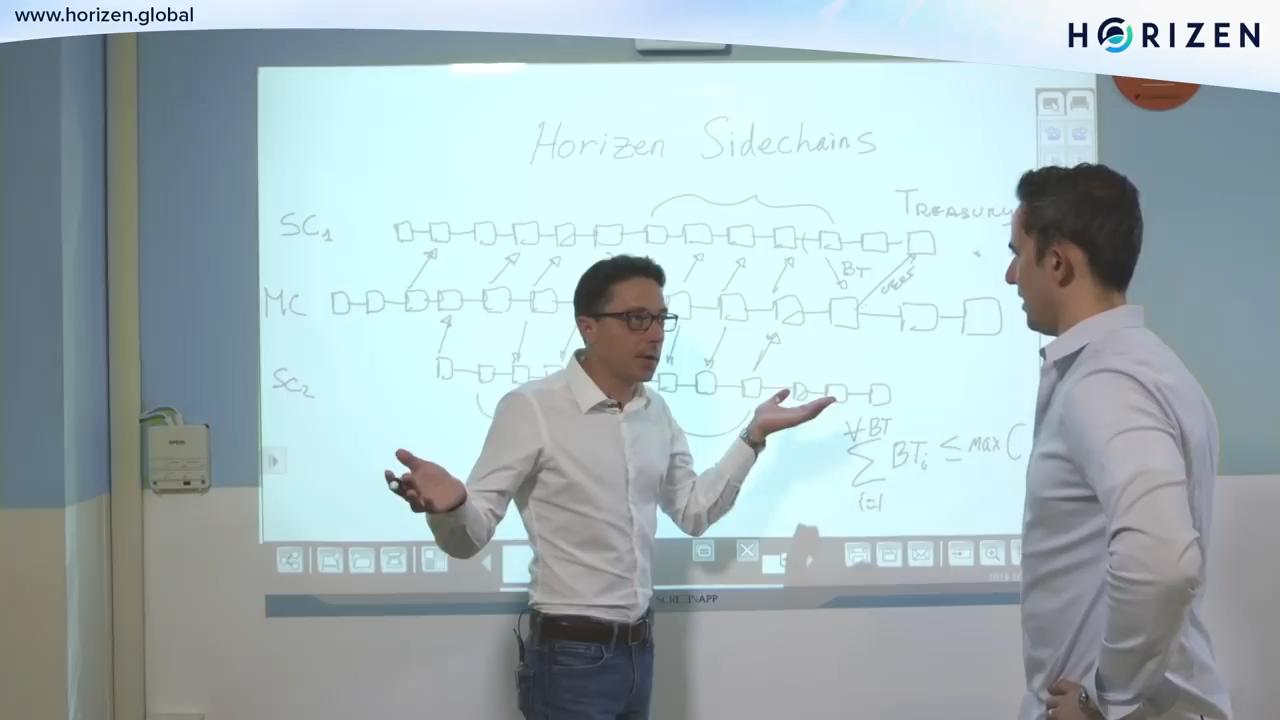 www.horizen.global
HORIZEN
Horizen Sidechains
TREASURY
SC1
BT
MC
SC2
∀BT
∑ BTi ≤ max C
i=1